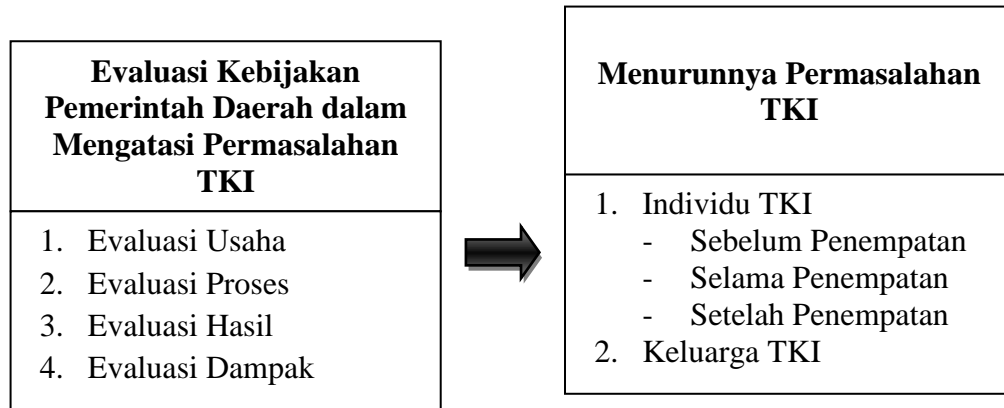 Evaluasi Kebijakan
Pemerintah Daerah dalam
Mengatasi Permasalahan
TKI
1. Evaluasi Usaha
2. Evaluasi Proses
3. Evaluasi Hasil
4. Evaluasi Dampak
Menurunnya Permasalahan
TKI
1. Individu TKI
- Sebelum Penempatan
- Selama Penempatan
- Setelah Penempatan
2. Keluarga TKI